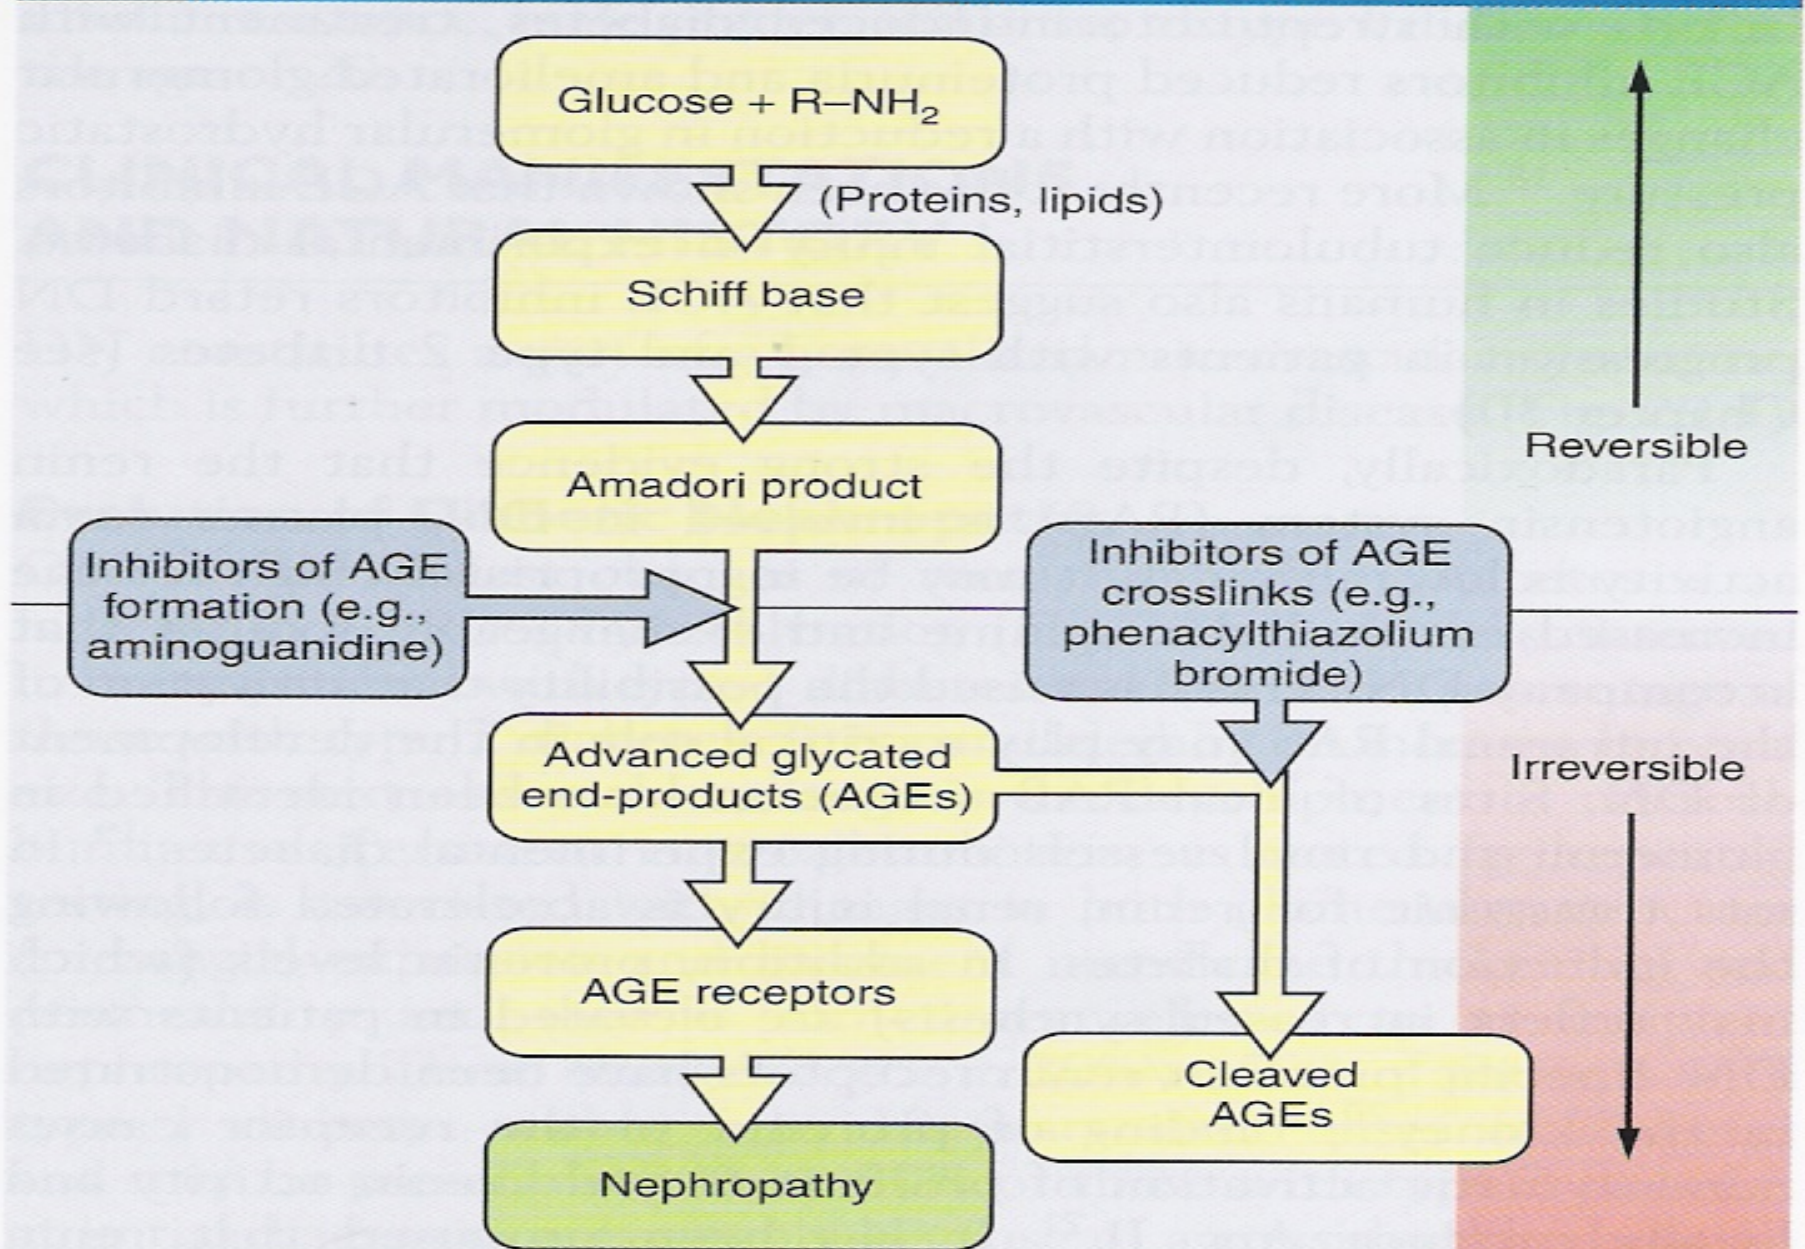 Glucose + R–NH₂
(Proteins, lipids)
Schiff base
Amadori product
Reversible
Inhibitors of AGE
formation (e.g.,
aminoguanidine)
Inhibitors of AGE
crosslinks (e.g.,
phenacylthiazolium
bromide)
Advanced glycated
end-products (AGEs)
Irreversible
AGE receptors
Cleaved
AGEs
Nephropathy